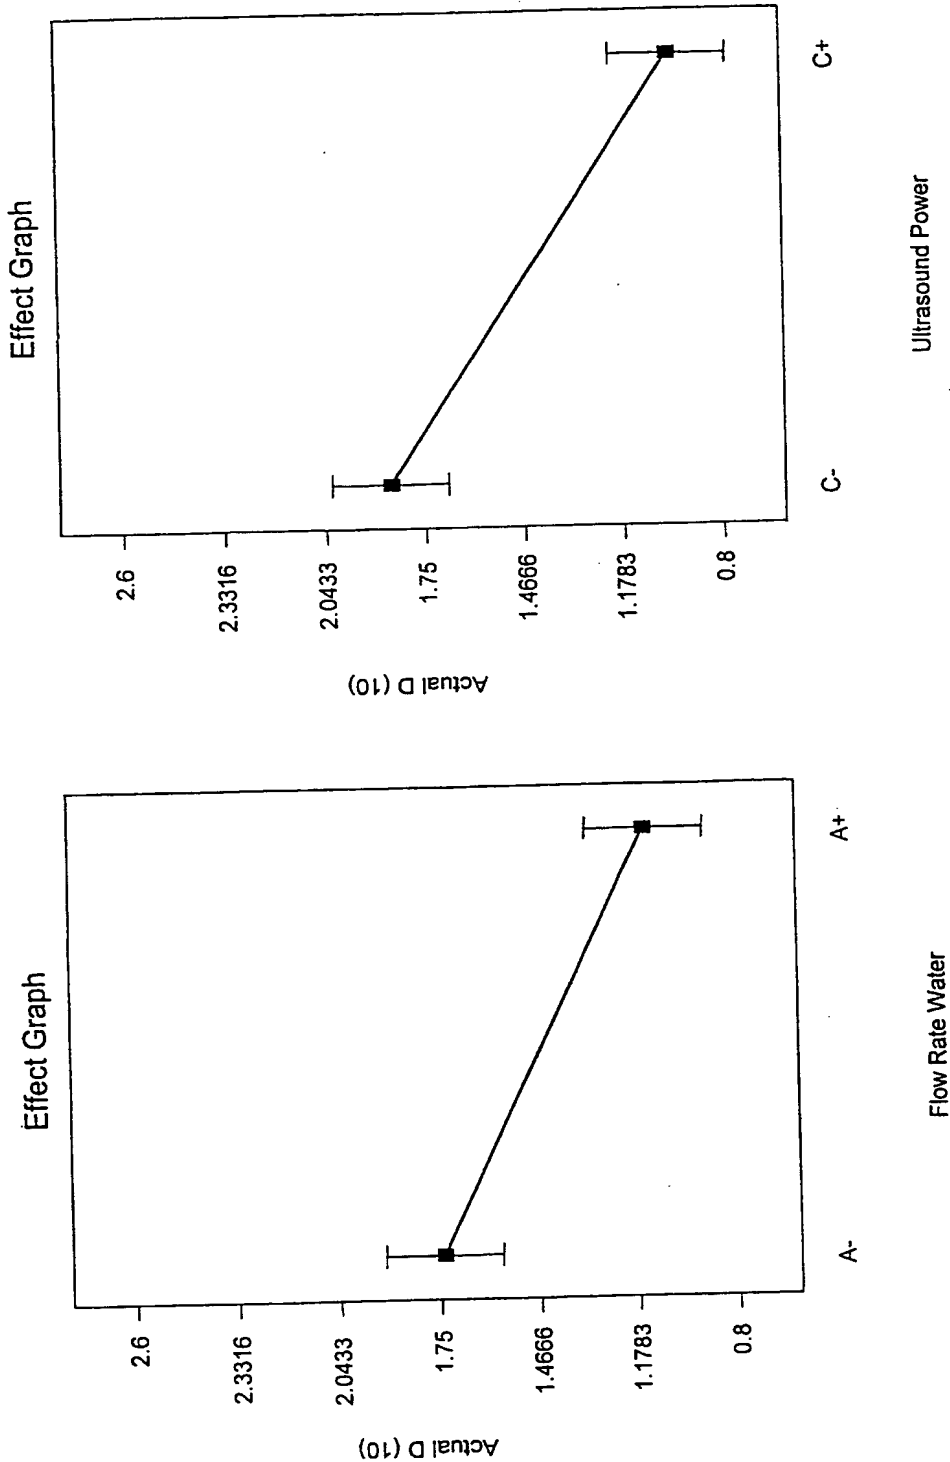 Effect Graph
Actual D (10)
2.6
2.3316
2.0433
1.75
1.4666
1.1783
0.8
A-
A+
Flow Rate Water
Effect Graph
Actual D (10)
2.6
2.3316
2.0433
1.75
1.4666
1.1783
0.8
C-
C+
Ultrasound Power